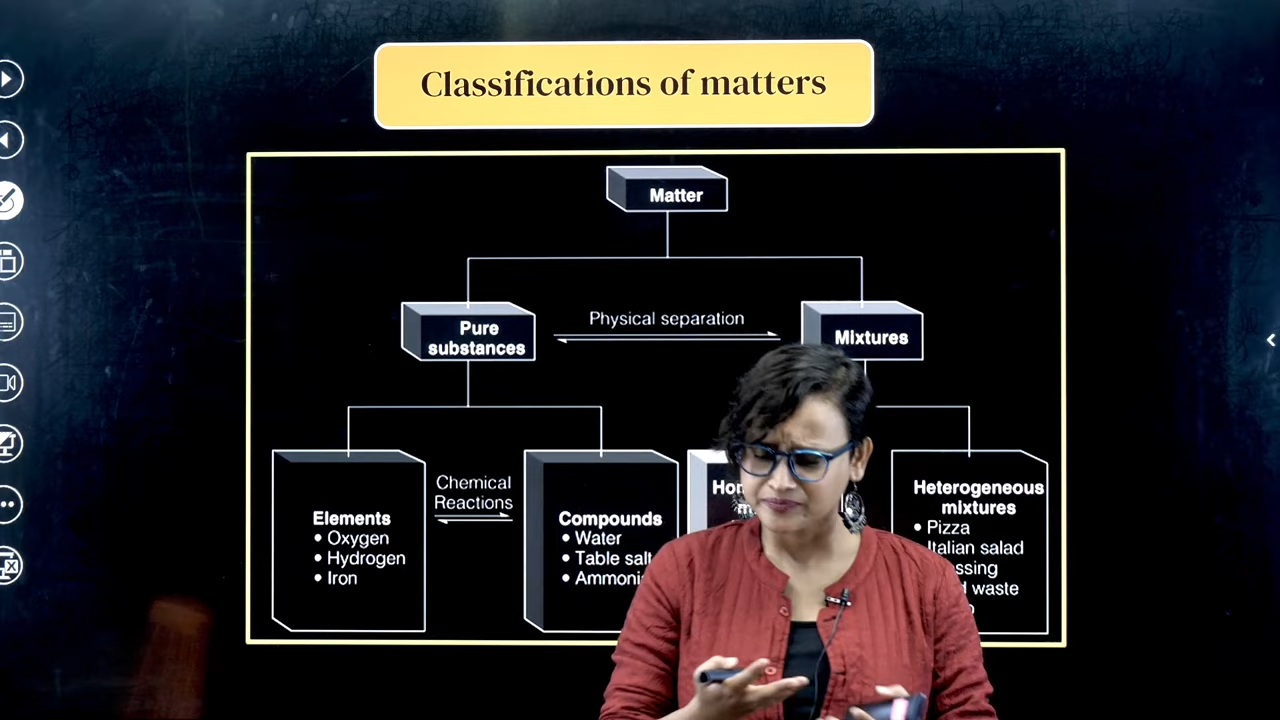 Classifications of matters
Matter
Physical separation
Pure
substances
Mixtures
Chemical
Reactions
Elements
• Oxygen
• Hydrogen
• Iron
Compounds
• Water
• Table salt
Heterogeneous
mixtures
• Pizza
Italian salad
waste